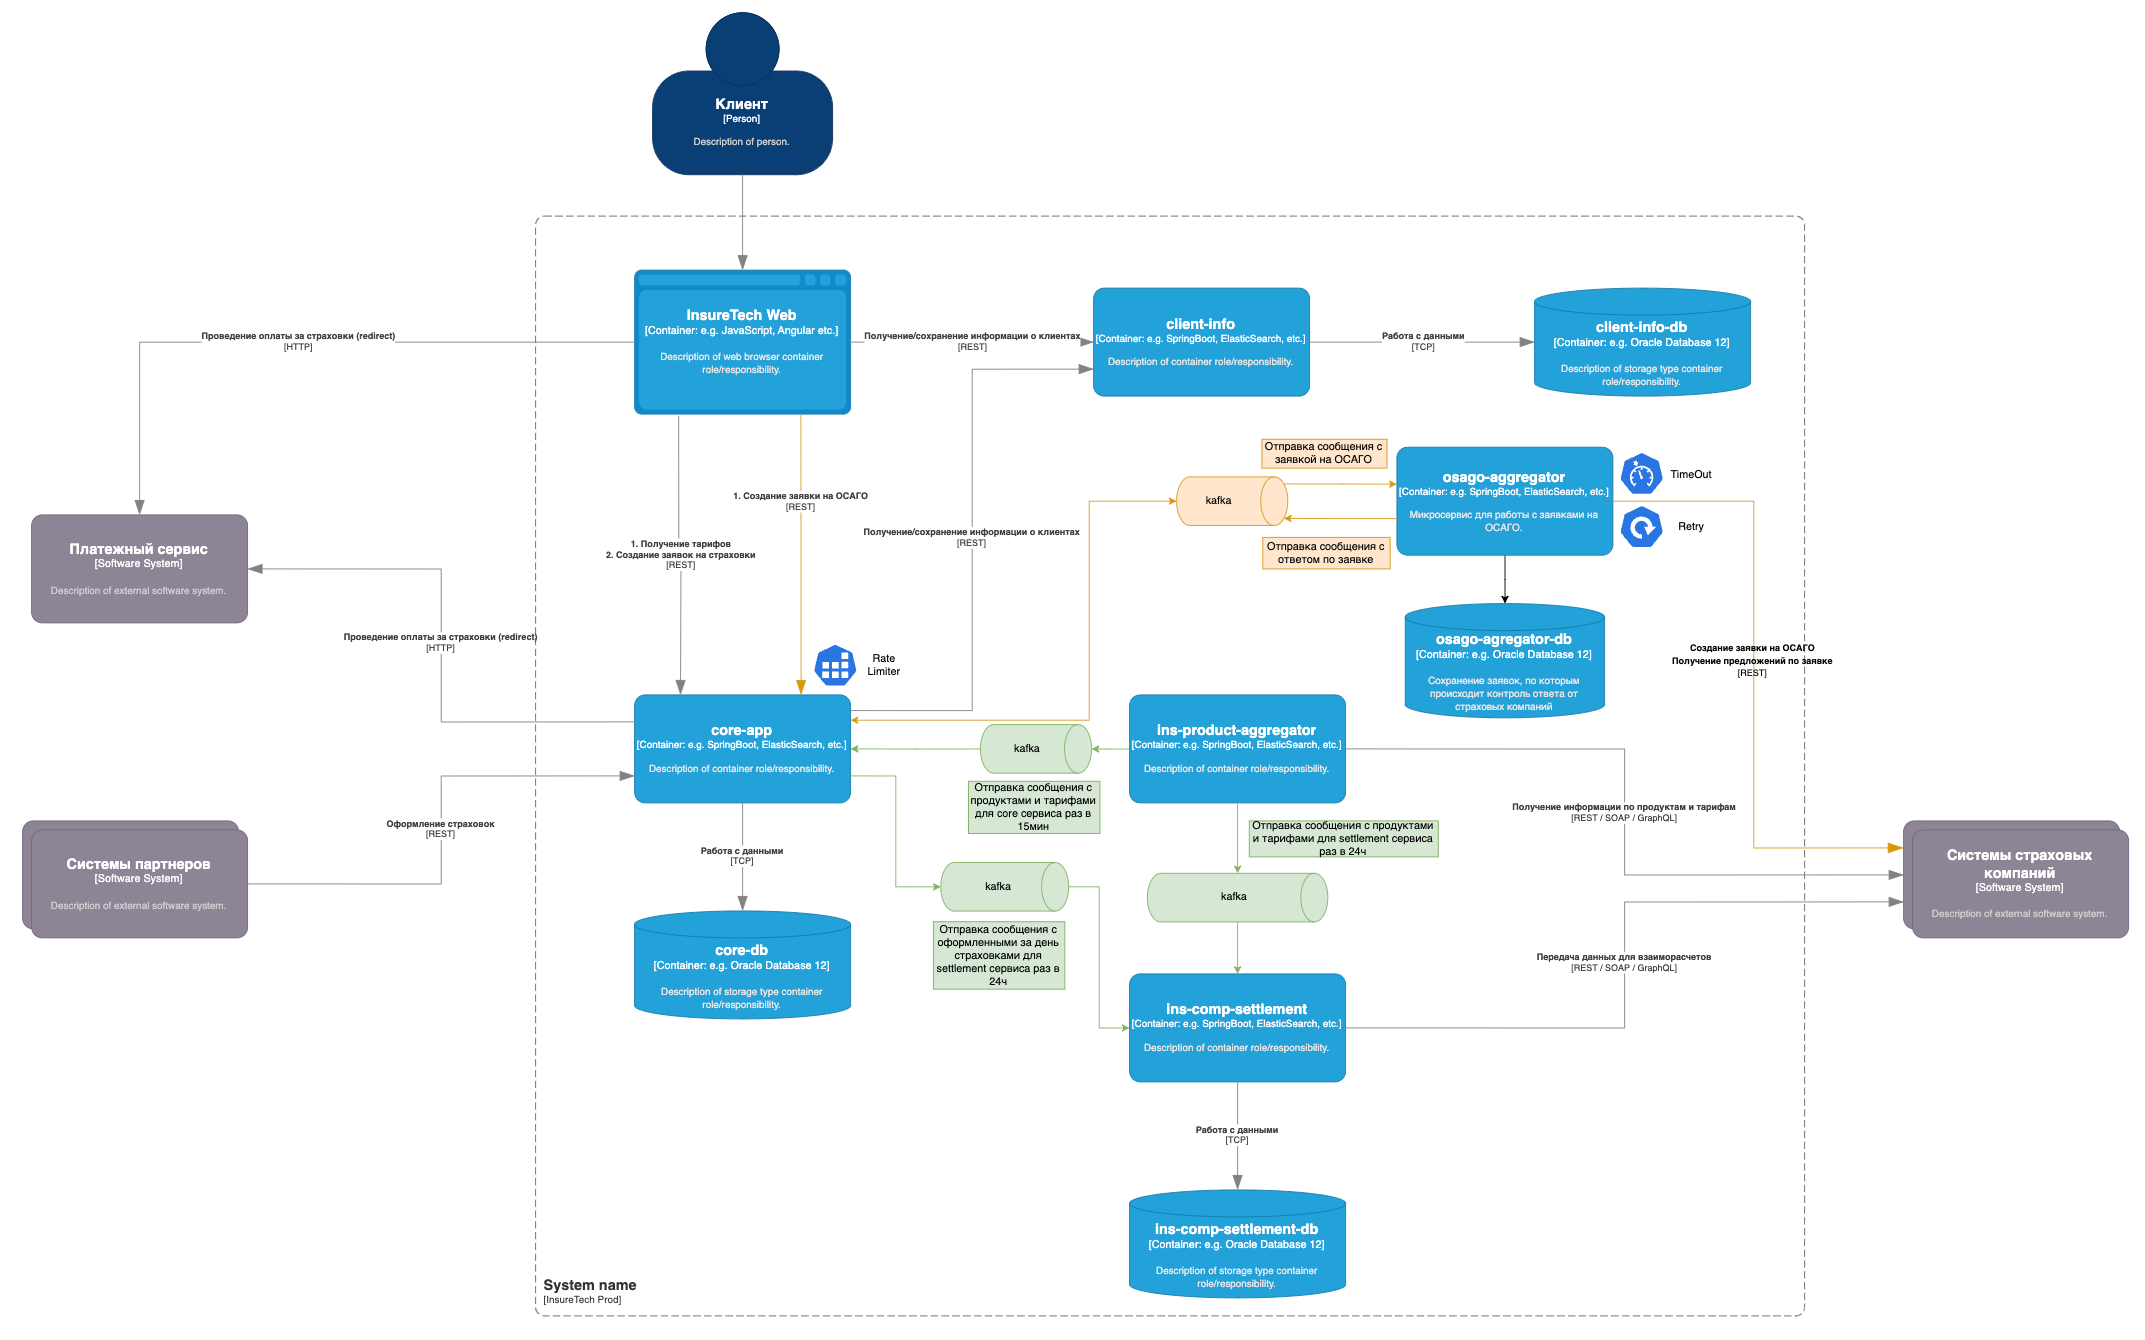 Клиент
[Person]
Description of person.
InsureTech Web
[Container: e.g. JavaScript, Angular etc.]
Description of web browser container
role/responsibility.
Проведение оплаты за страховки (redirect)
[HTTP]
Получение/сохранение информации о клиентах
[REST]
client-info
[Container: e.g. SpringBoot, ElasticSearch, etc.]
Description of container role/responsibility.
Работа с данными
[TCP]
client-info-db
[Container: e.g. Oracle Database 12]
Description of storage type container
role/responsibility.
1. Создание заявки на ОСАГО
[REST]
1. Получение тарифов
2. Создание заявок на страховки
[REST]
Получение/сохранение информации о клиентах
[REST]
Отправка сообщения с
заявкой на ОСАГО
kafka
Отправка сообщения с
ответом по заявке
osago-aggregator
[Container: e.g. SpringBoot, ElasticSearch, etc.]
Микросервис для работы с заявками на
ОСАГО.
TimeOut
Retry
Платежный сервис
[Software System]
Description of external software system.
Проведение оплаты за страховки (redirect)
[HTTP]
Rate
Limiter
osago-agregator-db
[Container: e.g. Oracle Database 12]
Сохранение заявок, по которым
происходит контроль ответа от
страховых компаний
Создание заявки на ОСАГО
Получение предложений по заявке
[REST]
core-app
[Container: e.g. SpringBoot, ElasticSearch, etc.]
Description of container role/responsibility.
kafka
Отправка сообщения с
продуктами и тарифами
для core сервиса раз в
15мин
ins-product-aggregator
[Container: e.g. SpringBoot, ElasticSearch, etc.]
Description of container role/responsibility.
Получение информации по продуктам и тарифам
[REST / SOAP / GraphQL]
Отправка сообщения с продуктами
и тарифами для settlement сервиса
раз в 24ч
Оформление страховок
[REST]
Системы партнеров
[Software System]
Description of external software system.
Работа с данными
[TCP]
kafka
Отправка сообщения с
оформленными за день
страховками для
settlement сервиса раз в
24ч
kafka
Системы страховых
компаний
[Software System]
Description of external software system.
core-db
[Container: e.g. Oracle Database 12]
Description of storage type container
role/responsibility.
Передача данных для взаиморасчетов
[REST / SOAP / GraphQL]
ins-comp-settlement
[Container: e.g. SpringBoot, ElasticSearch, etc.]
Description of container role/responsibility.
Работа с данными
[TCP]
ins-comp-settlement-db
[Container: e.g. Oracle Database 12]
Description of storage type container
role/responsibility.
System name
[InsureTech Prod]